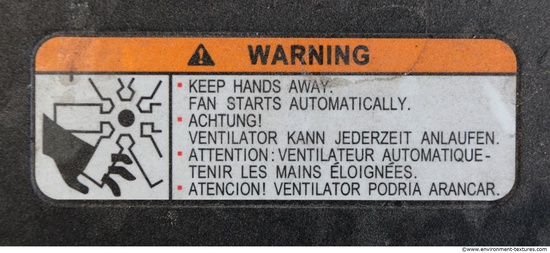 WARNING
KEEP HANDS AWAY.
FAN STARTS AUTOMATICALLY.
ACHTUNG!
VENTILATOR KANN JEDERZEIT ANLAUFEN.
ATTENTION: VENTILATEUR AUTOMATIQUE-
TENIR LES MAINS ÉLOIGNÉES.
ATENCION! VENTILATOR PODRIA ARANCAR.
©www.environment-textures.com